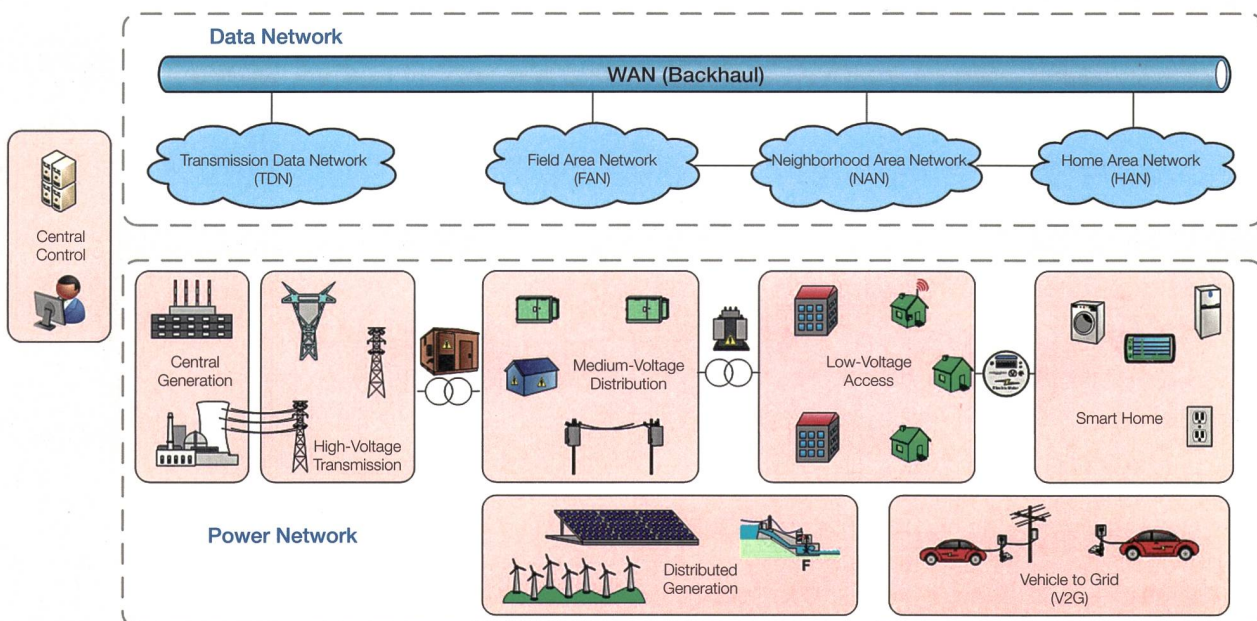 Data Network
WAN (Backhaul)
Transmission Data Network
(TDN)
Field Area Network
(FAN)
Neighborhood Area Network
(NAN)
Home Area Network
(HAN)
Central
Control
Central
Generation
High-Voltage
Transmission
Medium-Voltage
Distribution
Low-Voltage
Access
Smart Home
Power Network
Distributed
Generation
F
Vehicle to Grid
(V2G)